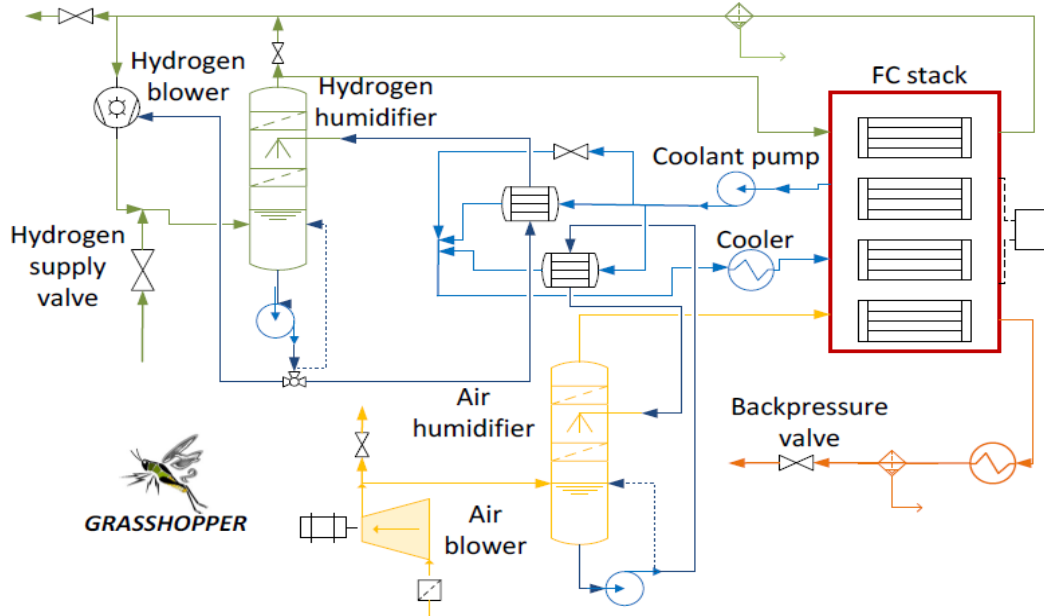 Hydrogen
blower
Hydrogen
humidifier
FC stack
Coolant pump
Hydrogen
supply
valve
Cooler
Air
humidifier
Backpressure
valve
GRASSHOPPER
Air
blower